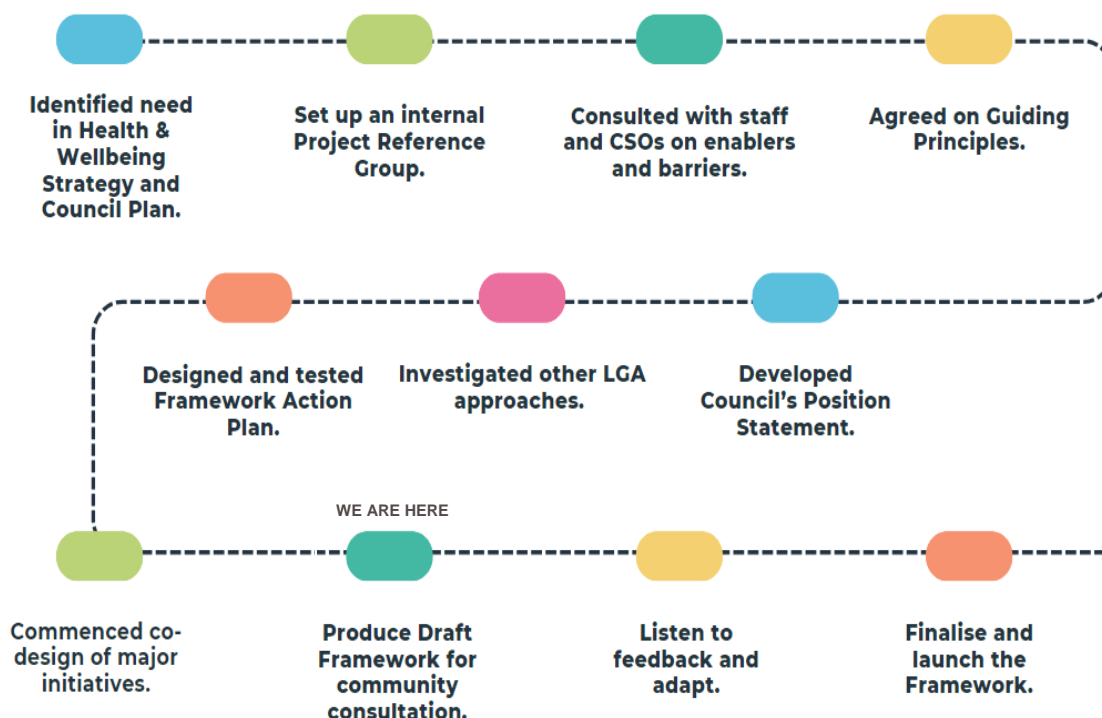 Identified need
in Health &
Wellbeing
Strategy and
Council Plan.
Set up an internal
Project Reference
Group.
Consulted with staff
and CSOs on enablers
and barriers.
Agreed on Guiding
Principles.
Developed
Council's Position
Statement.
Investigated other LGA
approaches.
Designed and tested
Framework Action
Plan.
Commenced co-
design of major
initiatives.
WE ARE HERE
Produce Draft
Framework for
community
consultation.
Listen to
feedback and
adapt.
Finalise and
launch the
Framework.